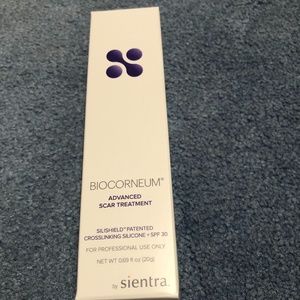 BIOCORNEUM®
ADVANCED
SCAR TREATMENT
SILISHIELD™ PATENTED
CROSSLINKING SILICONE + SPF 30
FOR PROFESSIONAL USE ONLY
NET WT 0.69 fl oz (20g)
by sientra.